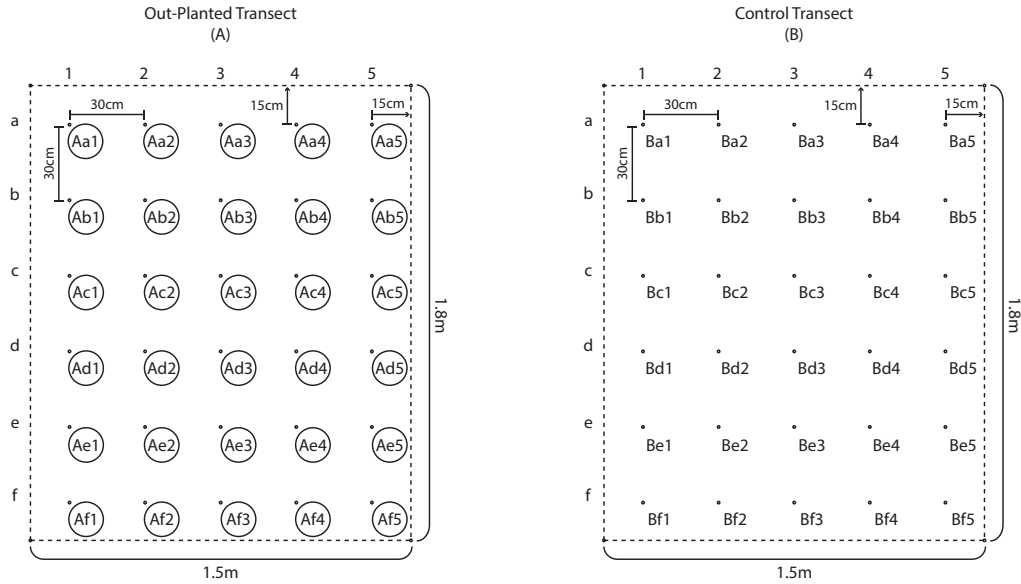 Out-Planted Transect
(A)
1 2 3 4 5
30cm
15cm
15cm
30cm
a
Aa1 Aa2 Aa3 Aa4 Aa5
b
Ab1 Ab2 Ab3 Ab4 Ab5
c
Ac1 Ac2 Ac3 Ac4 Ac5
d
Ad1 Ad2 Ad3 Ad4 Ad5
e
Ae1 Ae2 Ae3 Ae4 Ae5
f
Af1 Af2 Af3 Af4 Af5
1.8m
1.5m
Control Transect
(B)
1 2 3 4 5
30cm
15cm
15cm
30cm
a
Ba1 Ba2 Ba3 Ba4 Ba5
b
Bb1 Bb2 Bb3 Bb4 Bb5
c
Bc1 Bc2 Bc3 Bc4 Bc5
d
Bd1 Bd2 Bd3 Bd4 Bd5
e
Be1 Be2 Be3 Be4 Be5
f
Bf1 Bf2 Bf3 Bf4 Bf5
1.8m
1.5m